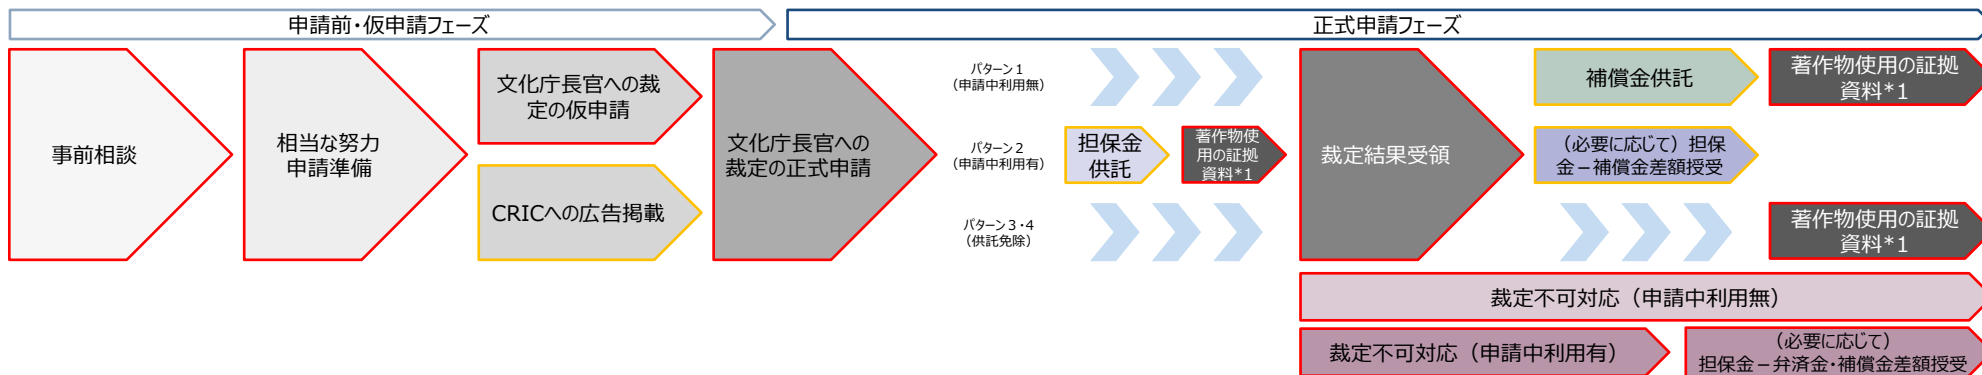 申請前・仮申請フェーズ
正式申請フェーズ
事前相談
相当な努力
申請準備
文化庁長官への裁
定の仮申請
CRICへの広告掲載
文化庁長官への
裁定の正式申請
パターン1
（申請中利用無）
パターン2
（申請中利用有）
パターン3・4
（供託免除）
担保金
供託
著作物使
用の証拠
資料*1
裁定結果受領
補償金供託
著作物使用の証拠
資料*1
（必要に応じて）担保
金－補償金差額授受
著作物使用の証拠
資料*1
裁定不可対応（申請中利用無）
裁定不可対応（申請中利用有）
（必要に応じて）
担保金－弁済金・補償金差額授受